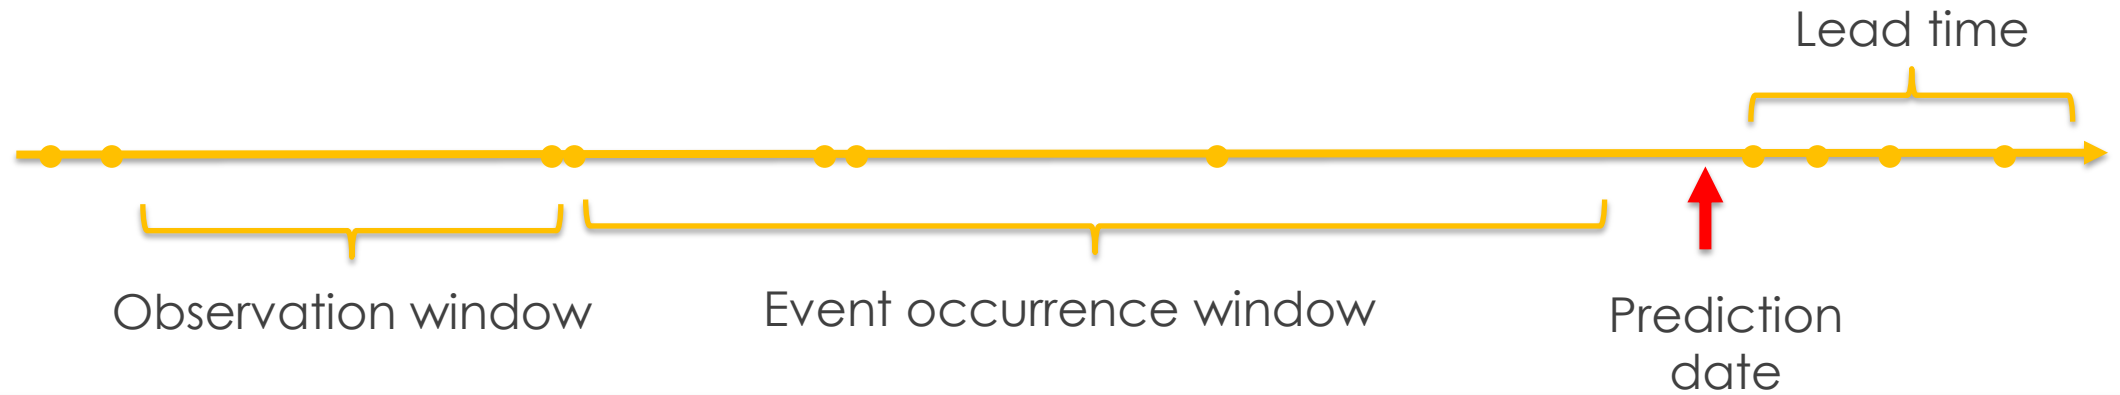 Lead time
Observation window
Event occurrence window
Prediction
date